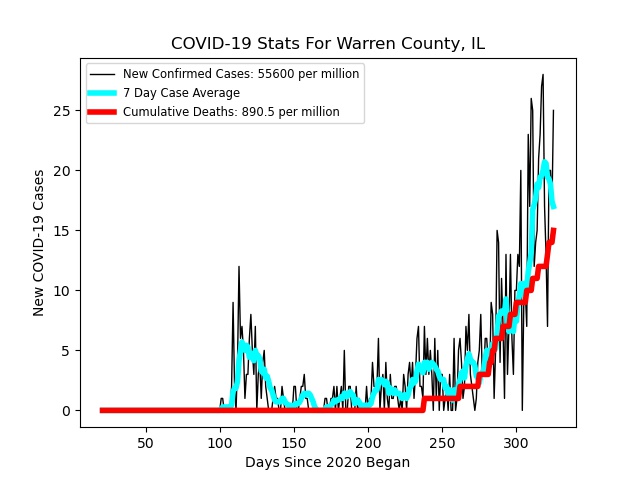 COVID-19 Stats For Warren County, IL
New Confirmed Cases: 55600 per million
7 Day Case Average
Cumulative Deaths: 890.5 per million
New COVID-19 Cases
25
20
15
10
5
0
50 100 150 200 250 300
Days Since 2020 Began